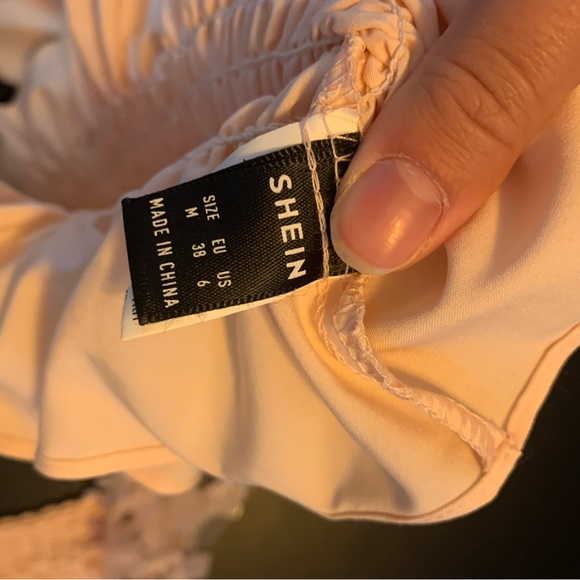 SHEIN
SIZE EU US
M 38 6
MADE IN CHINA